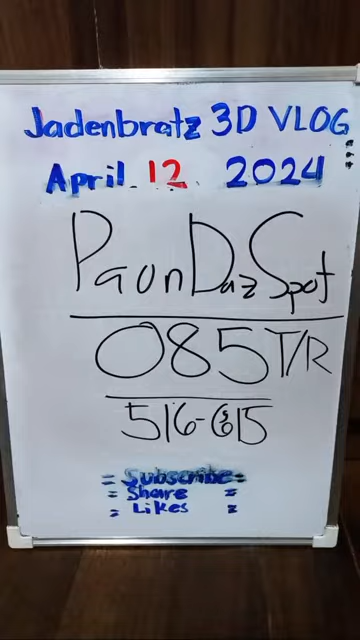 Jadenbratz 3D VLOG
April 12 2024
PaonDazSpot
085T/R
516-615
= Subscribe =
= Share =
= Likes =